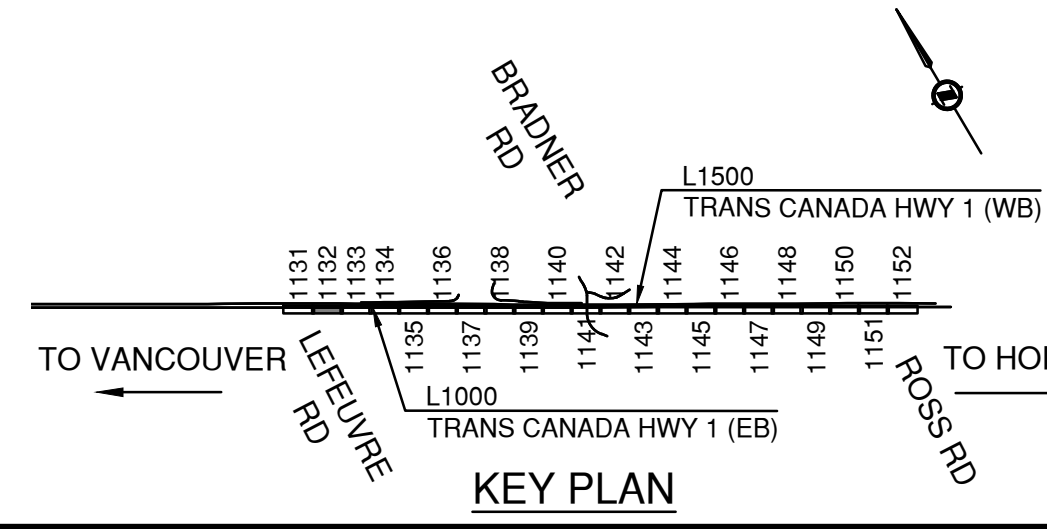 BRADNER
RD
L1500
TRANS CANADA HWY 1 (WB)
1131
1132
1133
1134
1136
1138
1140
1142
1144
1146
1148
1150
1152
1135
1137
1139
1141
1143
1145
1147
1149
1151
TO VANCOUVER
LEFEUVRE
RD
ROSS RD
L1000
TRANS CANADA HWY 1 (EB)
KEY PLAN
TO